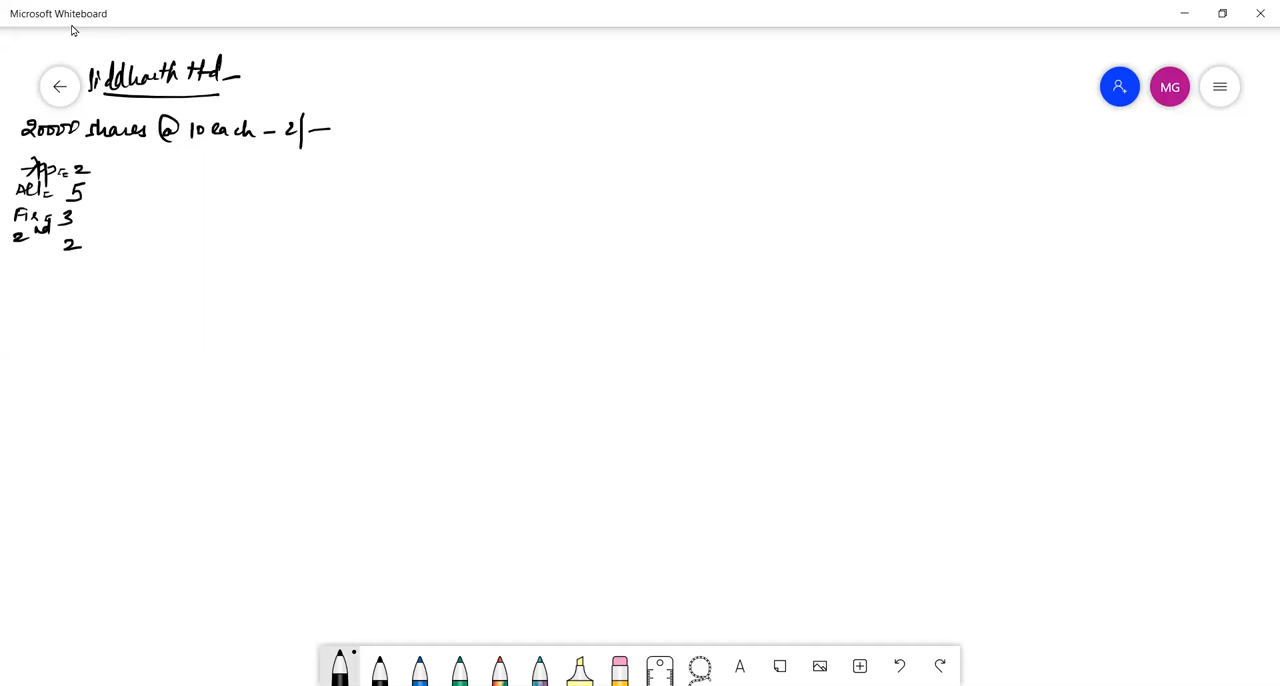 Microsoft Whiteboard
Siddharth ltd
MG
20000 shares @ 10 each - 2/-
App = 2
All = 5
Fir = 3
2nd 2
A